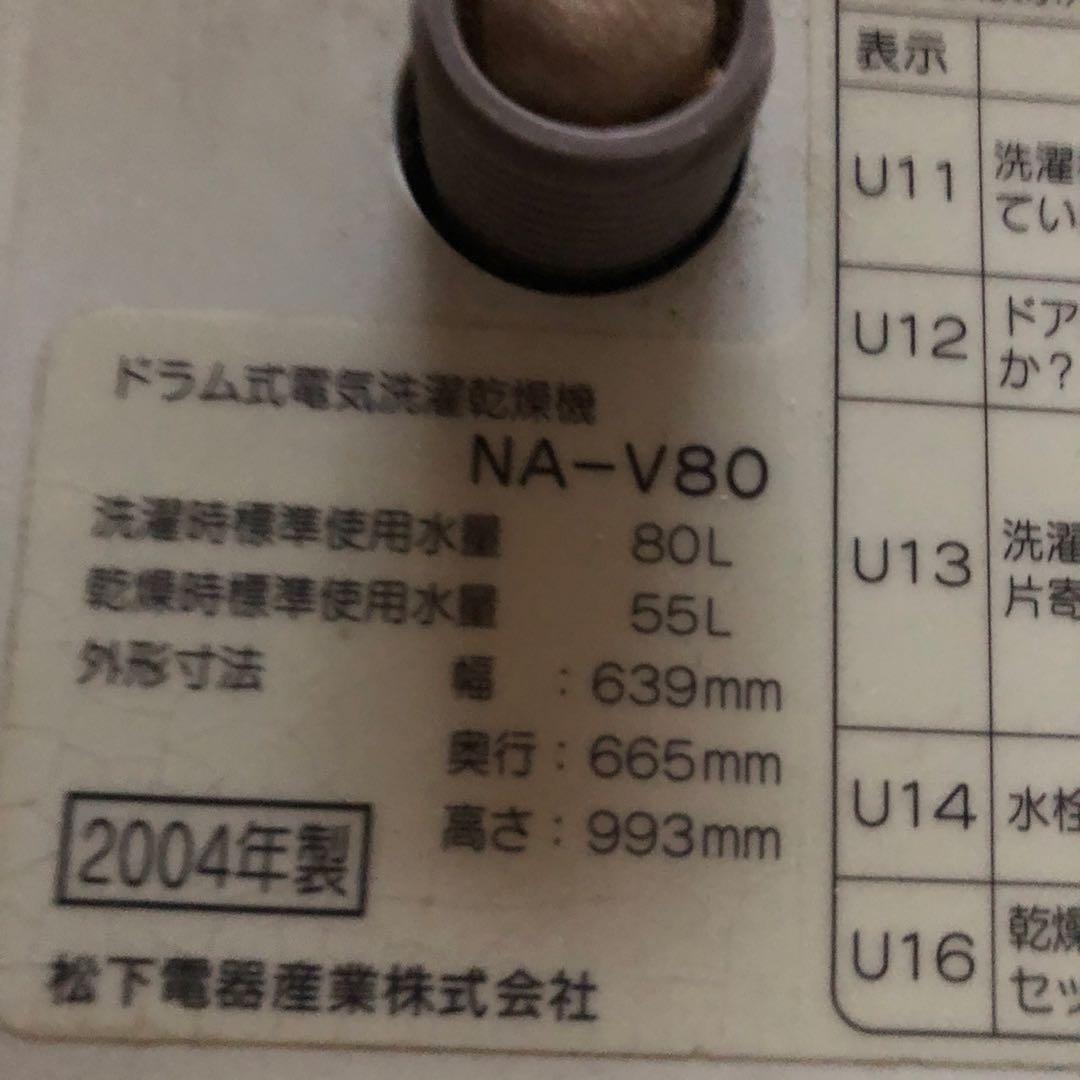 ドラム式電気洗濯乾燥機
NA-V80
洗濯時標準使用水量 80L
乾燥時標準使用水量 55L
外形寸法 幅 : 639mm
奥行 : 665mm
高さ : 993mm
2004年製
松下電器産業株式会社
表示
U11 洗濯
てい
U12 ドア
か?
U13 洗濯
片寄
U14 水栓
U16 乾燥
セッ